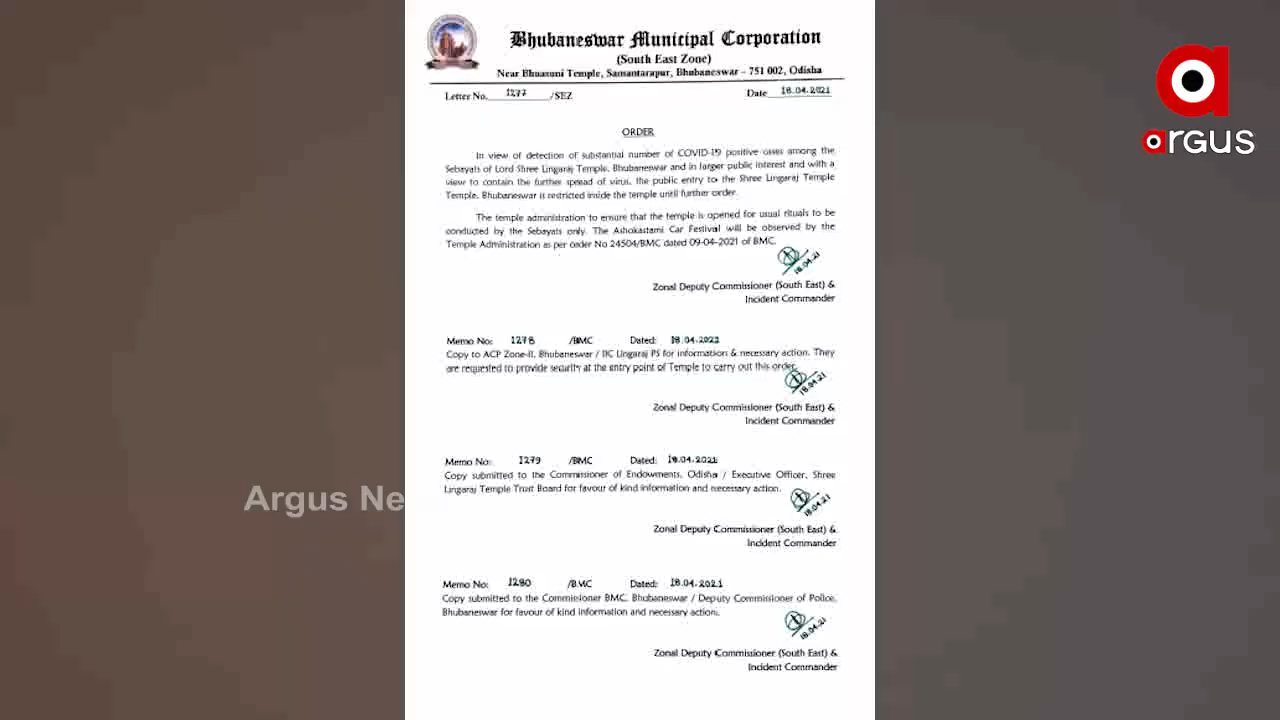 Bhubaneswar Municipal Corporation
(South East Zone)
Near Bhuasuni Temple, Samantarapur, Bhubaneswar - 751 002, Odisha
Letter No. 1277 /SEZ Date 18.04.2021
ORDER
In view of detection of substantial number of COVID-19 positive cases among the
Sebayats of Lord Shree Lingaraj Temple, Bhubaneswar and in larger public interest and with a
view to contain the further spread of virus, the public entry to the Shree Lingaraj Temple
Temple, Bhubaneswar is restricted inside the temple until further order.
The temple administration to ensure that the temple is opened for usual rituals to be
conducted by the Sebayats only. The Ashokastami Car Festival will be observed by the
Temple Administration as per order No 24504/BMC dated 09-04-2021 of BMC.
18.04.21
Zonal Deputy Commissioner (South East) &
Incident Commander
Memo No: 1278 /BMC Dated: 18.04.2021
Copy to ACP Zone-II, Bhubaneswar / IIC Lingaraj PS for information & necessary action. They
are requested to provide security at the entry point of Temple to carry out this order.
18.04.21
Zonal Deputy Commissioner (South East) &
Incident Commander
Memo No: 1279 /BMC Dated: 18.04.2021
Copy submitted to the Commissioner of Endowments, Odisha / Executive Officer, Shree
Lingaraj Temple Trust Board for favour of kind information and necessary action.
18.04.21
Zonal Deputy Commissioner (South East) &
Incident Commander
Memo No: 1280 /BMC Dated: 18.04.2021
Copy submitted to the Commissioner BMC, Bhubaneswar / Deputy Commissioner of Police,
Bhubaneswar for favour of kind information and necessary action.
18.04.21
Zonal Deputy Commissioner (South East) &
Incident Commander
argus
Argus Ne